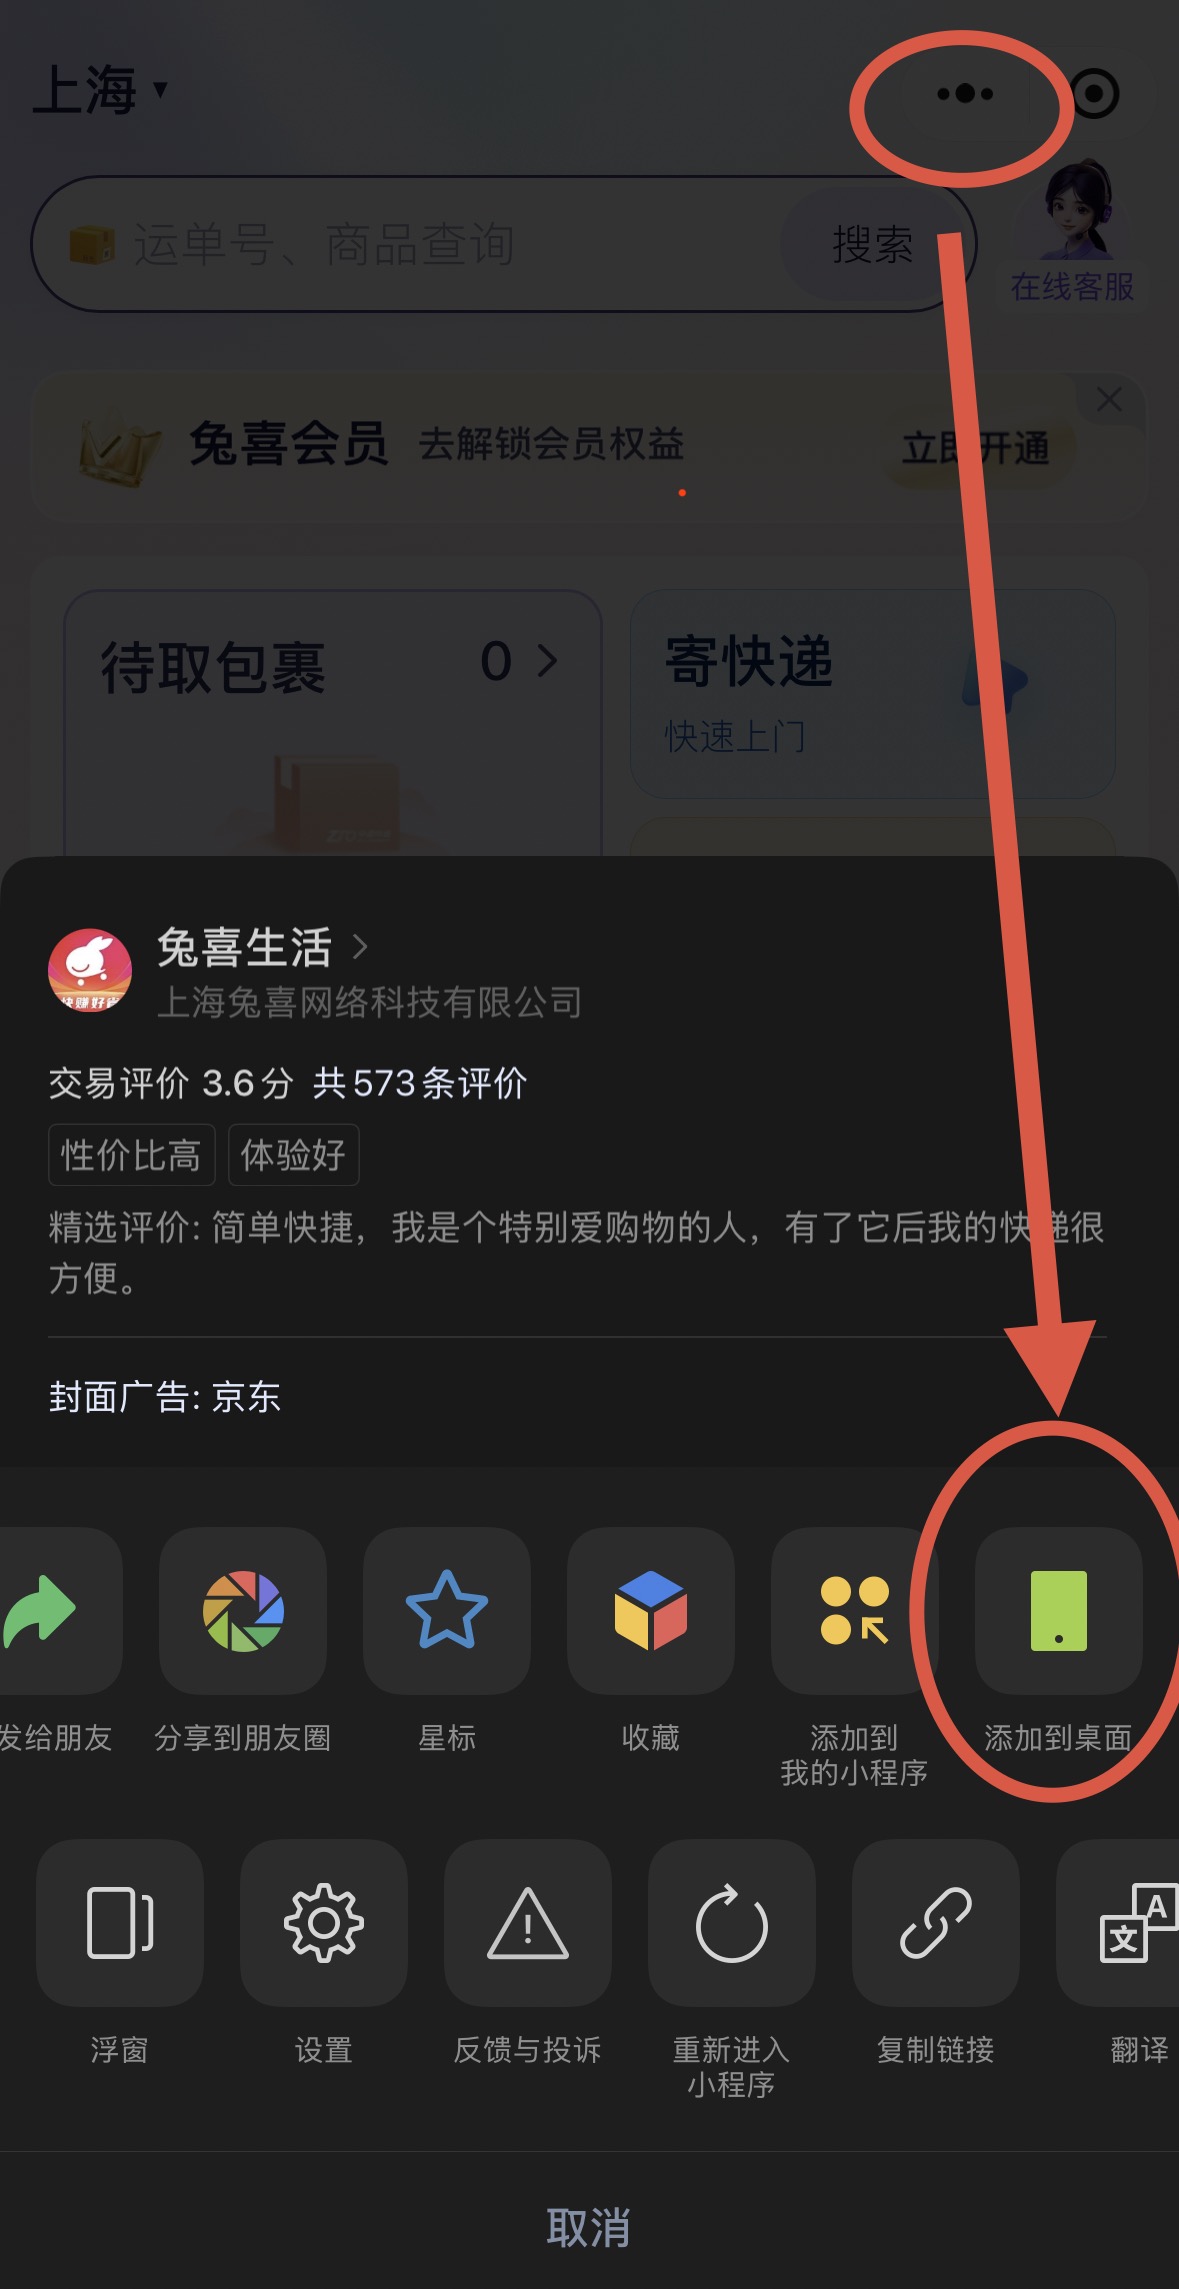 上海 ▾
运单号、商品查询
搜索
在线客服
兔喜会员 去解锁会员权益
立即开通
待取包裹 0 >
寄快递
快速上门
兔喜生活 >
上海兔喜网络科技有限公司
交易评价 3.6分 共573条评价
性价比高 体验好
精选评价: 简单快捷，我是个特别爱购物的人，有了它后我的快递很
方便。
封面广告: 京东
发给朋友
分享到朋友圈
星标
收藏
添加到
我的小程序
添加到桌面
浮窗
设置
反馈与投诉
重新进入
小程序
复制链接
文A
翻译
取消